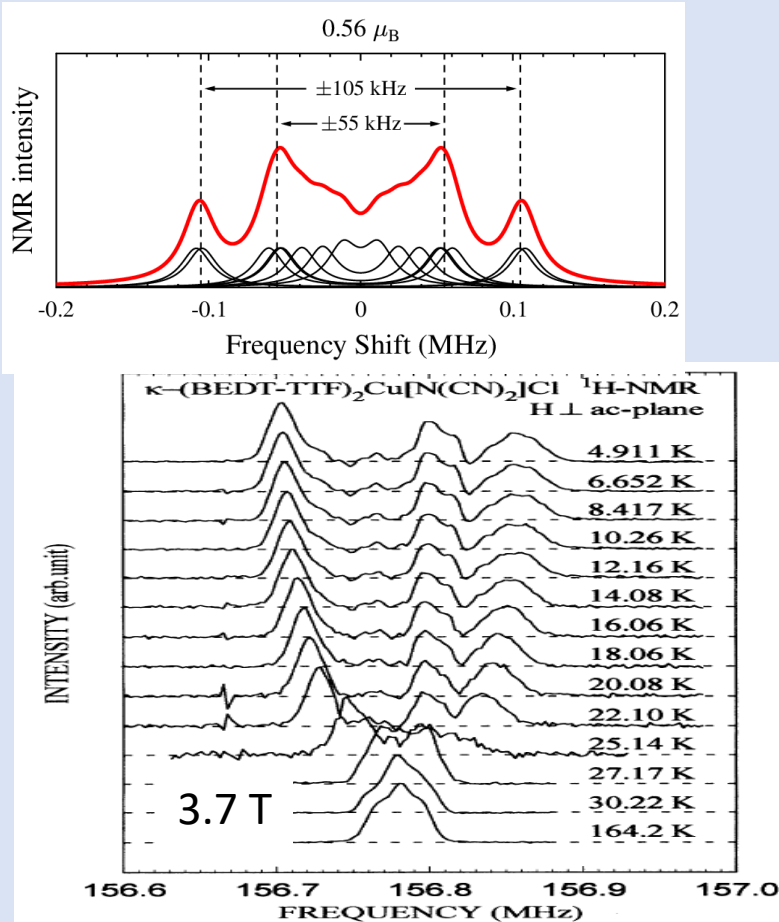 0.56 μB
±105 kHz
±55 kHz
NMR intensity
-0.2 -0.1 0 0.1 0.2
Frequency Shift (MHz)
κ-(BEDT-TTF)2Cu[N(CN)2]Cl 1H-NMR
H ⊥ ac-plane
4.911 K
6.652 K
8.417 K
10.26 K
12.16 K
14.08 K
16.06 K
18.06 K
20.08 K
22.10 K
25.14 K
27.17 K
30.22 K
164.2 K
INTENSITY (arb.unit)
3.7 T
156.6 156.7 156.8 156.9 157.0
FREQUENCY (MHz)